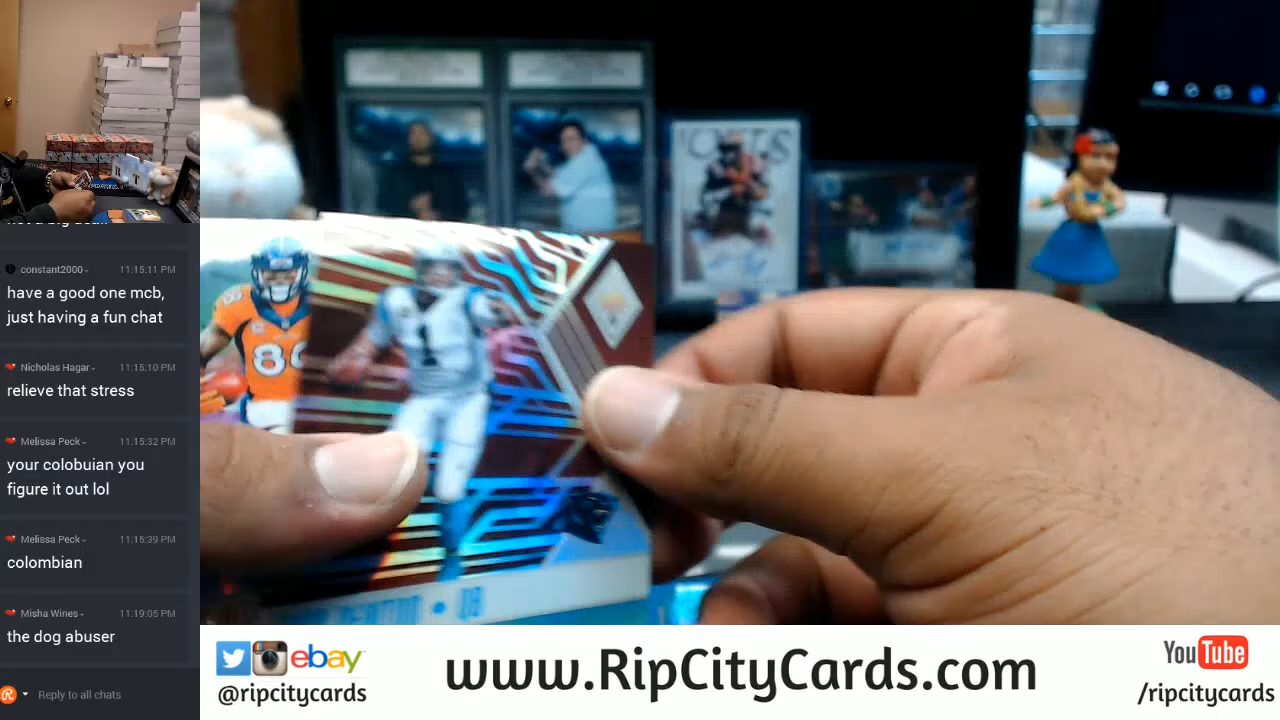 constant2000 - 11:15:11 PM
have a good one mcb,
just having a fun chat
Nicholas Hagar - 11:15:10 PM
relieve that stress
Melissa Peck - 11:15:32 PM
your colobuian you
figure it out lol
Melissa Peck - 11:15:39 PM
colombian
Misha Wines - 11:19:05 PM
the dog abuser
Reply to all chats
1
NEWTON • QB
ebay
@ripcitycards
www.RipCityCards.com
YouTube
/ripcitycards